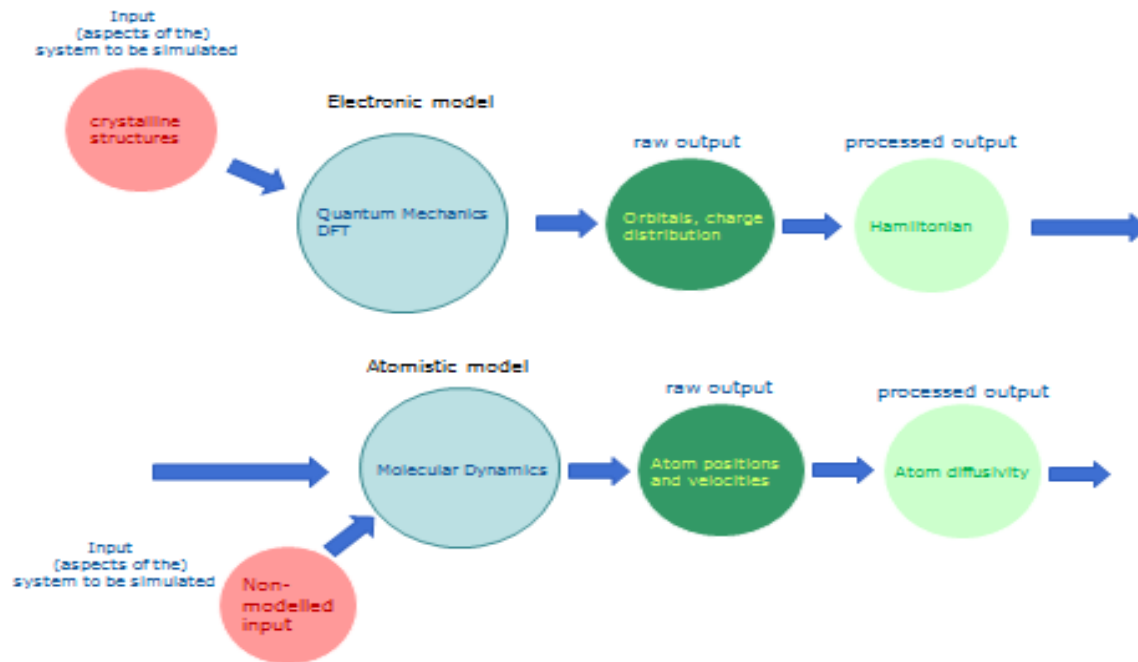 Input
(aspects of the)
system to be simulated
crystalline
structures
Electronic model
Quantum Mechanics
DFT
raw output
Orbitals, charge
distribution
processed output
Hamiltonian
Atomistic model
Molecular Dynamics
raw output
Atom positions
and velocities
processed output
Atom diffusivity
Input
(aspects of the)
system to be simulated
Non-
modelled
input